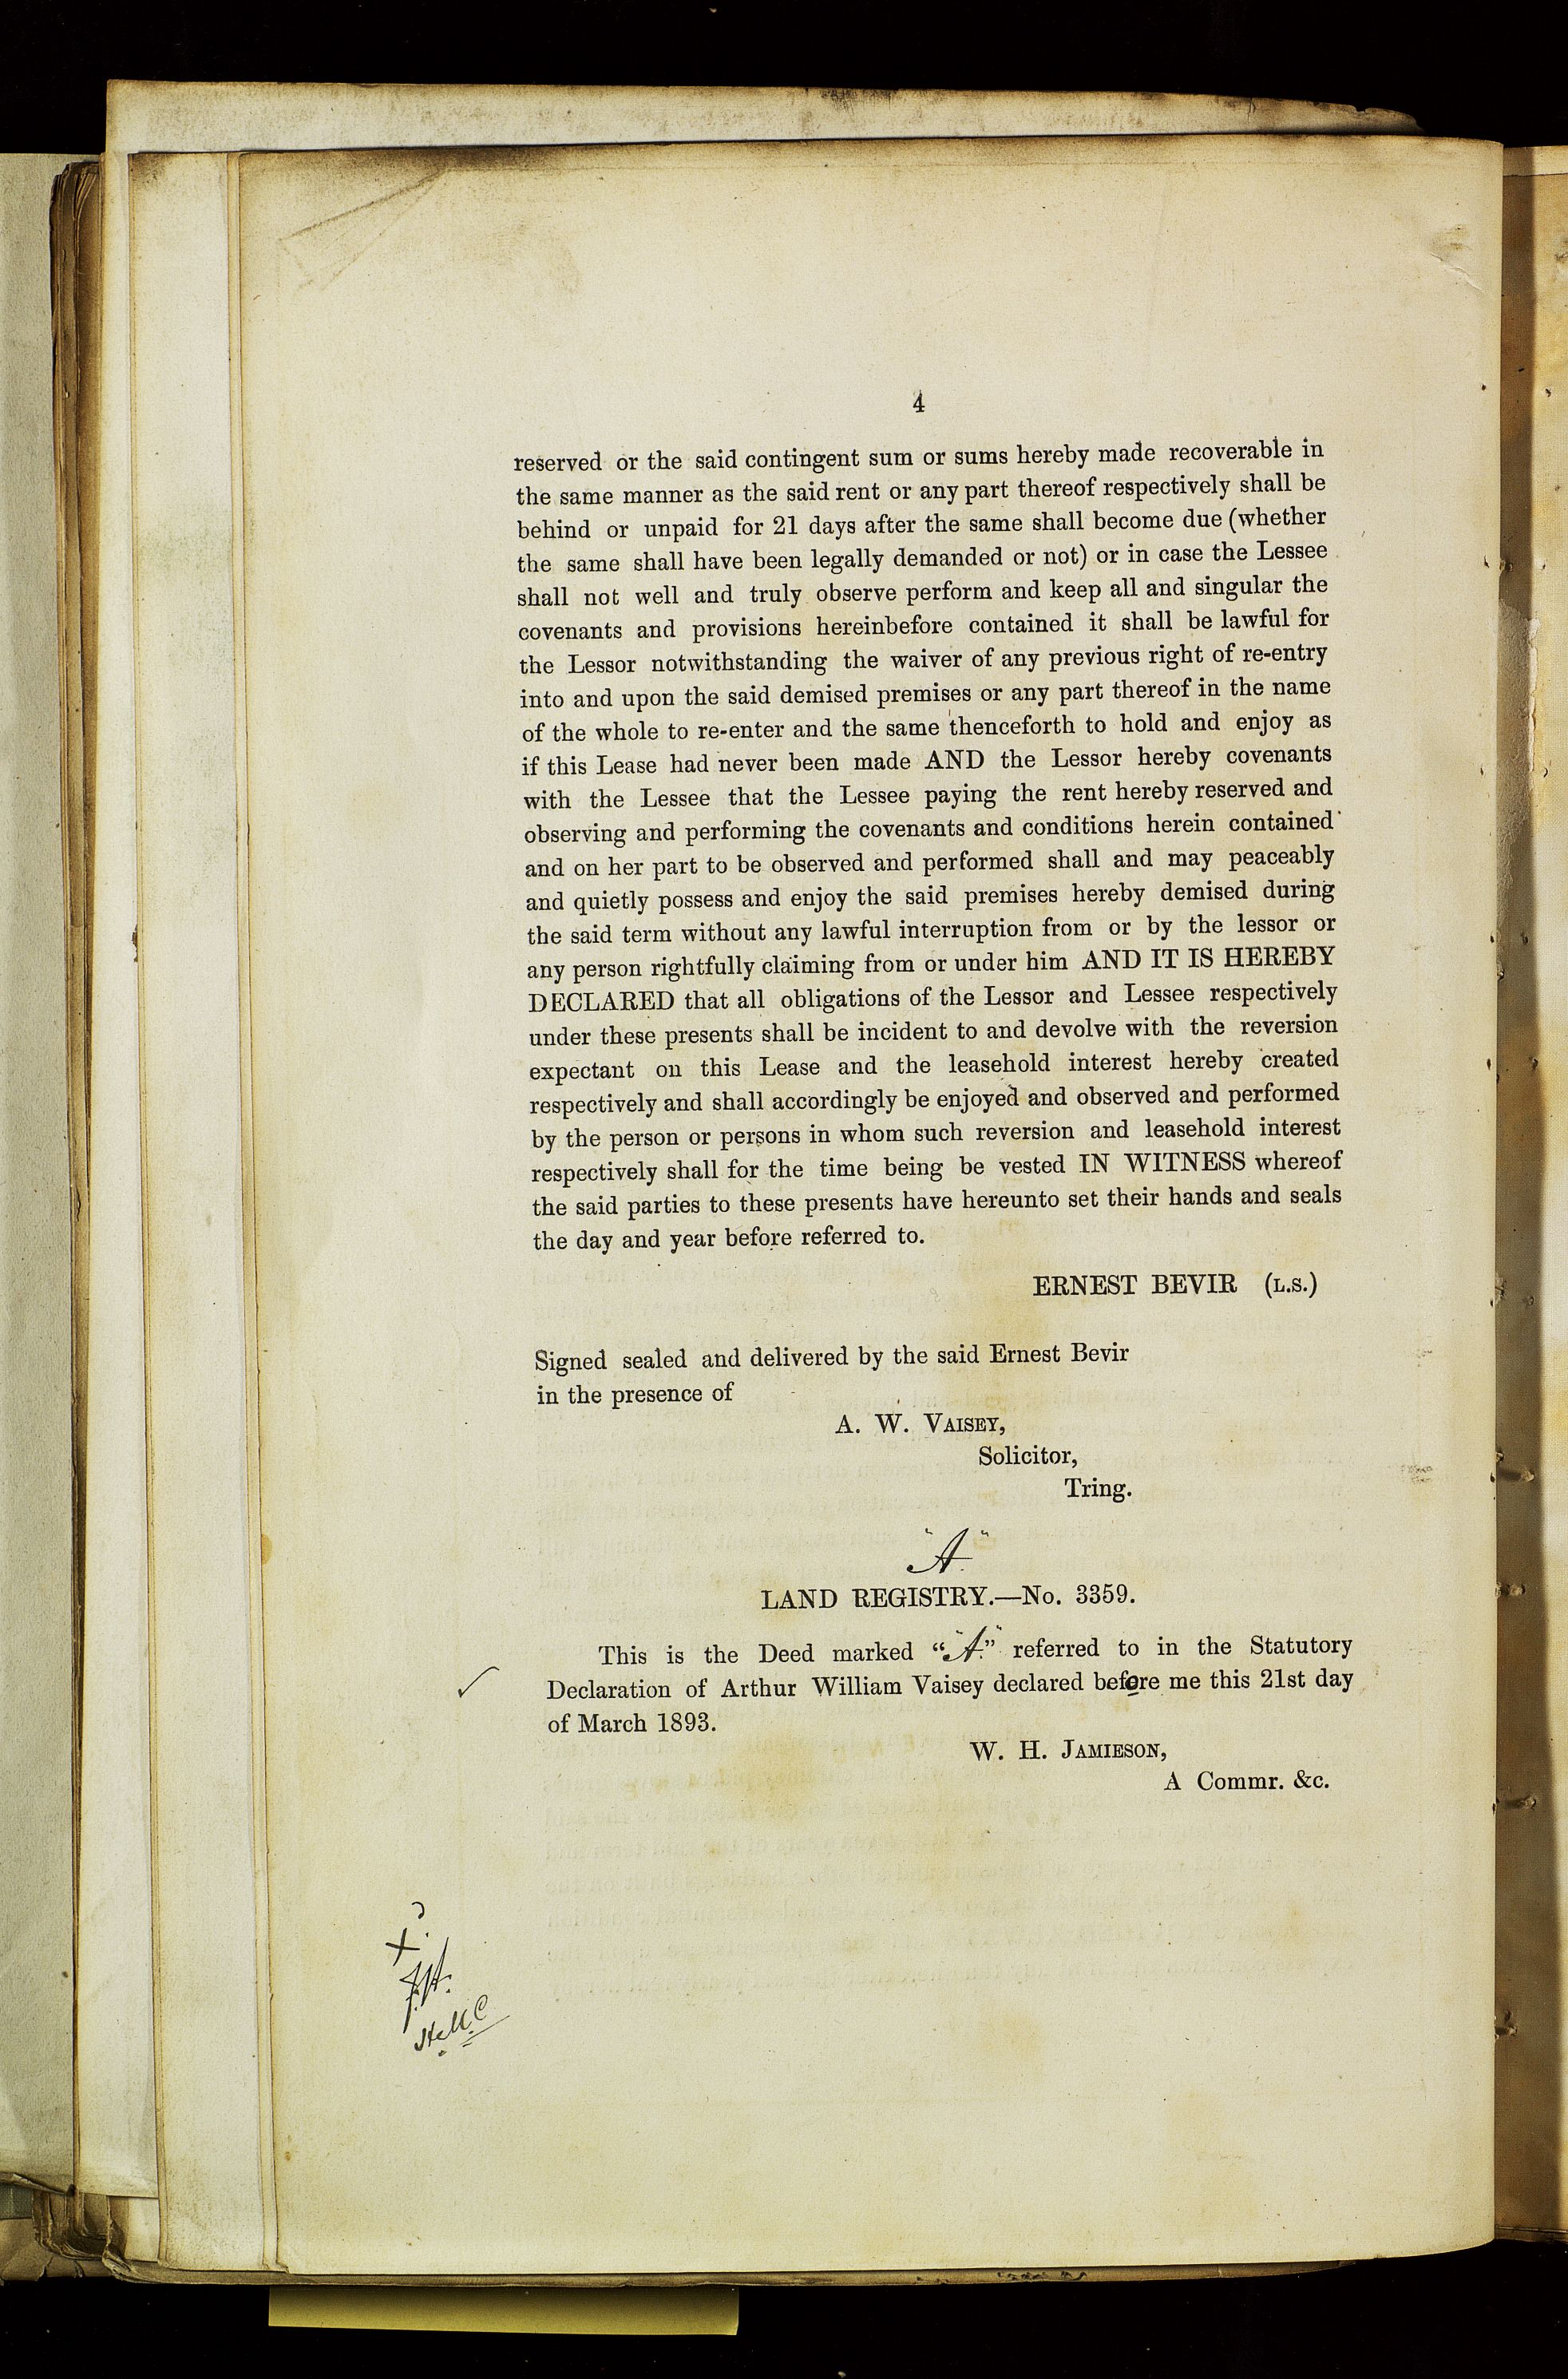 4
reserved or the said contingent sum or sums hereby made recoverable in
the same manner as the said rent or any part thereof respectively shall be
behind or unpaid for 21 days after the same shall become due (whether
the same shall have been legally demanded or not) or in case the Lessee
shall not well and truly observe perform and keep all and singular the
covenants and provisions hereinbefore contained it shall be lawful for
the Lessor notwithstanding the waiver of any previous right of re-entry
into and upon the said demised premises or any part thereof in the name
of the whole to re-enter and the same thenceforth to hold and enjoy as
if this Lease had never been made AND the Lessor hereby covenants
with the Lessee that the Lessee paying the rent hereby reserved and
observing and performing the covenants and conditions herein contained
and on her part to be observed and performed shall and may peaceably
and quietly possess and enjoy the said premises hereby demised during
the said term without any lawful interruption from or by the lessor or
any person rightfully claiming from or under him AND IT IS HEREBY
DECLARED that all obligations of the Lessor and Lessee respectively
under these presents shall be incident to and devolve with the reversion
expectant on this Lease and the leasehold interest hereby created
respectively and shall accordingly be enjoyed and observed and performed
by the person or persons in whom such reversion and leasehold interest
respectively shall for the time being be vested IN WITNESS whereof
the said parties to these presents have hereunto set their hands and seals
the day and year before referred to.
ERNEST BEVIR (L.S.)
Signed sealed and delivered by the said Ernest Bevir
in the presence of
A. W. VAISEY,
Solicitor,
Tring.
"A"
LAND REGISTRY.—No. 3359.
This is the Deed marked "A." referred to in the Statutory
Declaration of Arthur William Vaisey declared before me this 21st day
of March 1893.
W. H. JAMIESON,
A Commr. &c.